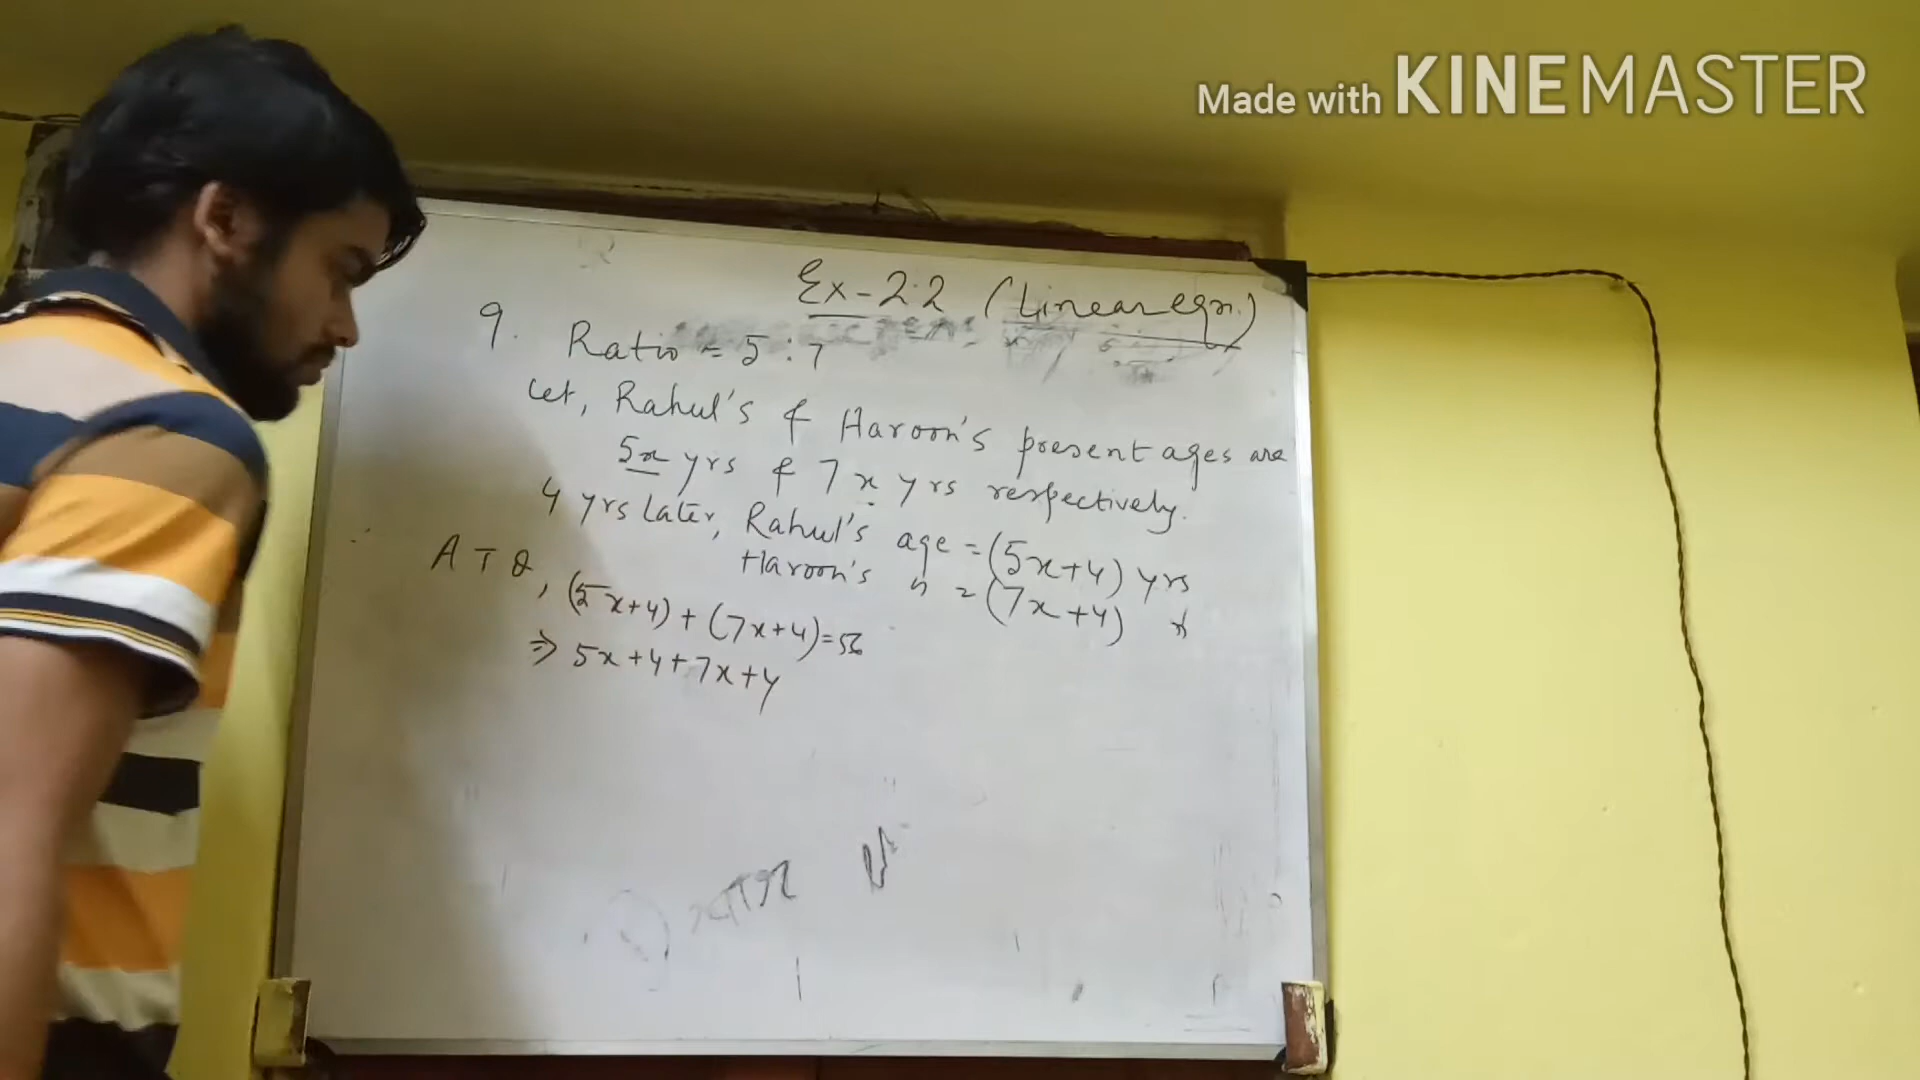 Made with KINEMASTER
Ex-2.2 (Linear eqn.)
9. Ratio = 5:7
Let, Rahul's & Haroon's present ages are
5x yrs & 7x yrs respectively.
4 yrs later, Rahul's age = (5x+4) yrs
Haroon's " = (7x+4) "
ATQ, (5x+4) + (7x+4) = 56
⇒ 5x+4+7x+4